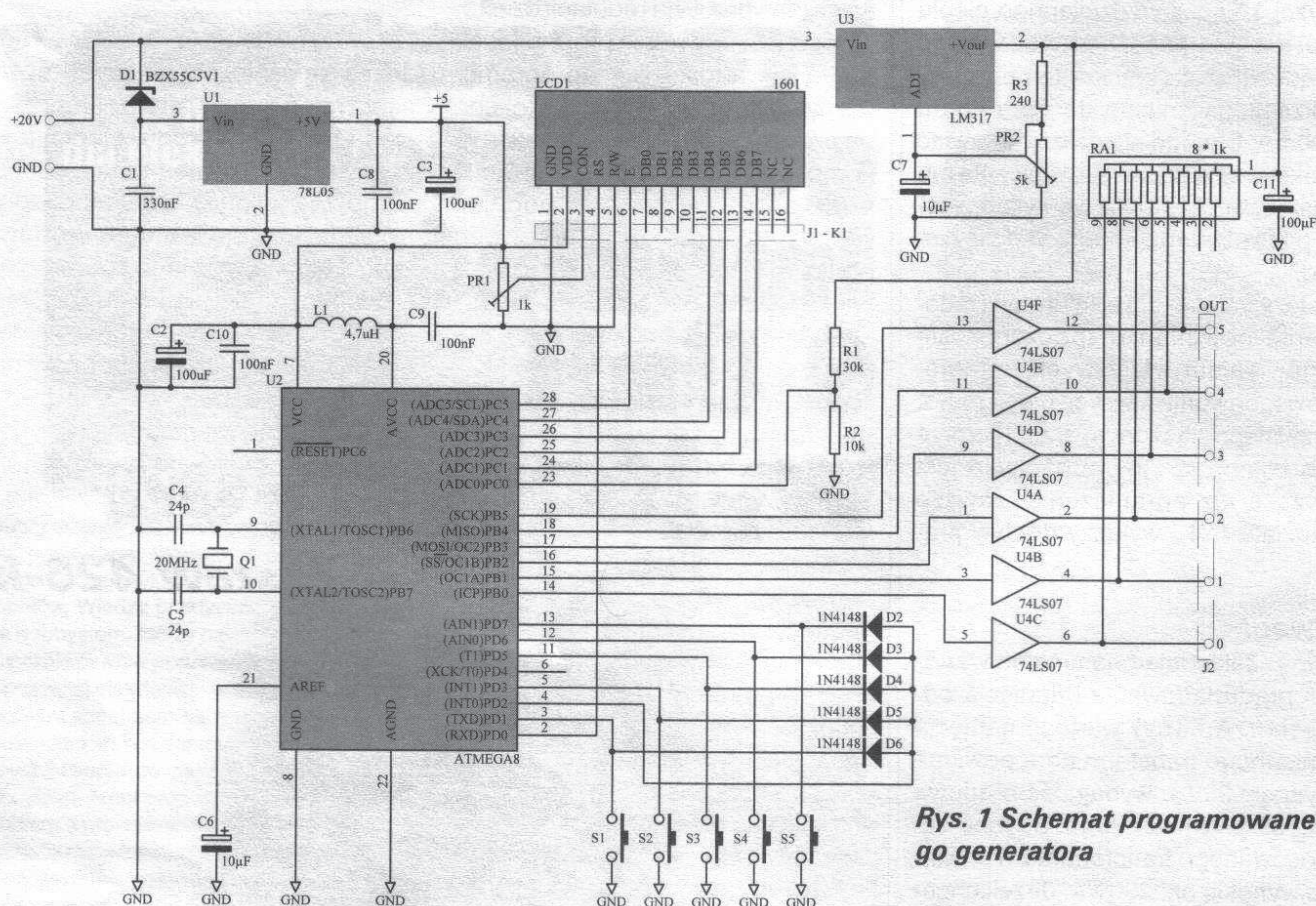 U3
3 Vin +Vout 2
ADJ
LM317
1
R3
240
PR2
5k
C7
10µF
GND
RA1 8 * 1k
1
9 8 7 6 5 4 3 2
C11
100µF
GND
D1 BZX55C5V1
+20V
GND
U1
3 Vin +5V 1
GND
78L05
2
C1
330nF
GND
C8
100nF
+5
C3
100uF
LCD1 1601
GND VDD CON RS R/W E DB0 DB1 DB2 DB3 DB4 DB5 DB6 DB7 NC NC
1 2 3 4 5 6 7 8 9 10 11 12 13 14 15 16
J1 - K1
PR1
1k
GND
L1
4,7uH
C9
100nF
C2
100uF
C10
100nF
7
20
U2
VCC AVCC
1 (RESET)PC6
C4
24p
9 (XTAL1/TOSC1)PB6
20MHz Q1
10 (XTAL2/TOSC2)PB7
C5
24p
21 AREF
GND AGND
8 22
ATMEGA8
(ADC5/SCL)PC5 28
(ADC4/SDA)PC4 27
(ADC3)PC3 26
(ADC2)PC2 25
(ADC1)PC1 24
(ADC0)PC0 23
(SCK)PB5 19
(MISO)PB4 18
(MOSI/OC2)PB3 17
(SS/OC1B)PB2 16
(OC1A)PB1 15
(ICP)PB0 14
(AIN1)PD7 13
(AIN0)PD6 12
(T1)PD5 11
(XCK/T0)PD4 6
(INT1)PD3 5
(INT0)PD2 4
(TXD)PD1 3
(RXD)PD0 2
C6
10µF
GND GND GND GND
R1
30k
R2
10k
GND
U4F
13 12
74LS07
U4E
11 10
74LS07
U4D
9 8
74LS07
U4A
1 2
74LS07
U4B
3 4
74LS07
U4C
5 6
74LS07
OUT
5
4
3
2
1
0
J2
1N4148 D2
1N4148 D3
1N4148 D4
1N4148 D5
1N4148 D6
S1 S2 S3 S4 S5
GND GND GND GND GND
Rys. 1 Schemat programowane-
go generatora